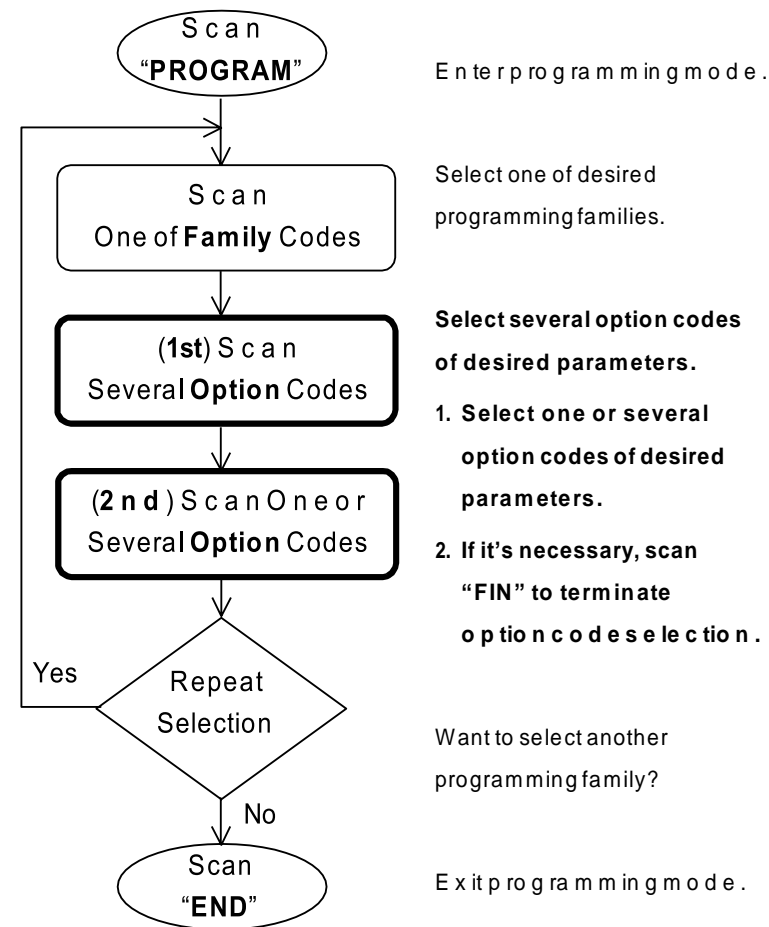 Scan
“PROGRAM”
Enter programming mode.
Scan
One of Family Codes
Select one of desired
programming families.
(1st) Scan
Several Option Codes
Select several option codes
of desired parameters.
1. Select one or several
option codes of desired
parameters.
(2nd) Scan One or
Several Option Codes
2. If it’s necessary, scan
“FIN” to terminate
option code selection.
Yes
Repeat
Selection
Want to select another
programming family?
No
Scan
“END”
Exit programming mode.